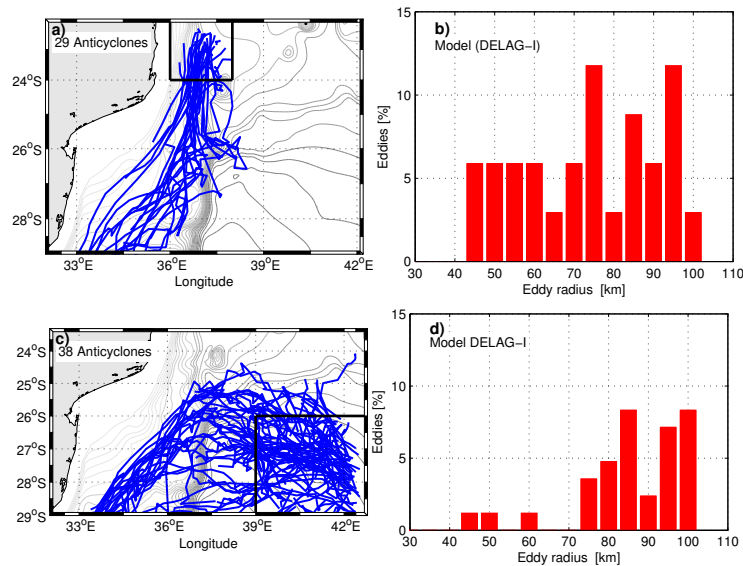 a)
29 Anticyclones
24°S
26°S
28°S
33°E 36°E 39°E 42°E
Longitude
b)
Model (DELAG-I)
Eddies [%]
15
10
5
0
30 40 50 60 70 80 90 100 110
Eddy radius [km]
c)
38 Anticyclones
24°S
25°S
26°S
27°S
28°S
29°S
33°E 36°E 39°E 42°E
Longitude
d)
Model DELAG-I
Eddies [%]
15
10
5
0
30 40 50 60 70 80 90 100 110
Eddy radius [km]